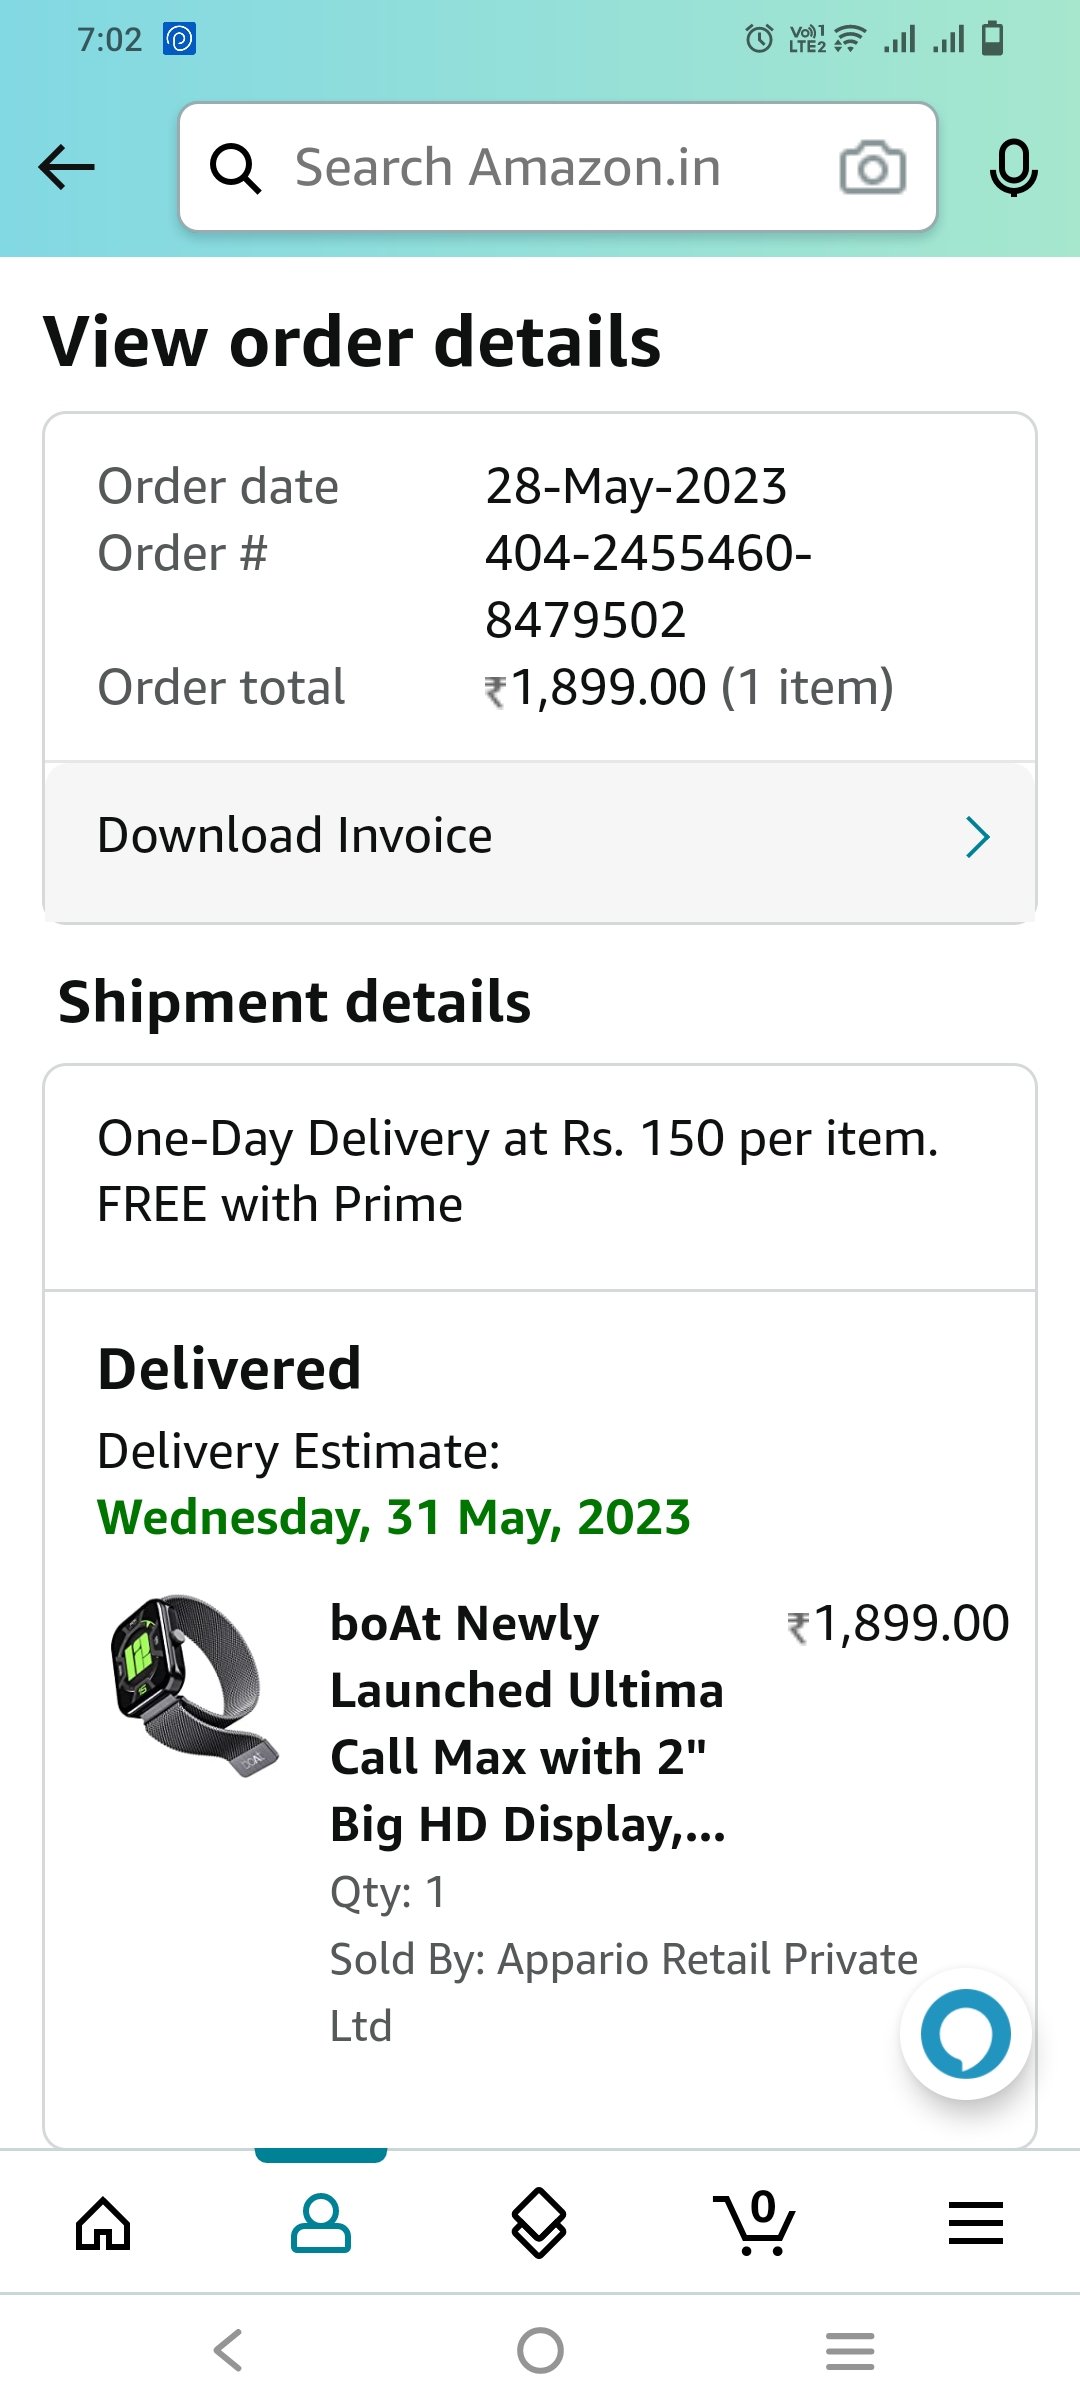 7:02
Vo)) 1
LTE2
Search Amazon.in
View order details
Order date 28-May-2023
Order # 404-2455460-
8479502
Order total ₹1,899.00 (1 item)
Download Invoice
Shipment details
One-Day Delivery at Rs. 150 per item.
FREE with Prime
Delivered
Delivery Estimate:
Wednesday, 31 May, 2023
boAt Newly ₹1,899.00
Launched Ultima
Call Max with 2"
Big HD Display,...
Qty: 1
Sold By: Appario Retail Private
Ltd
0